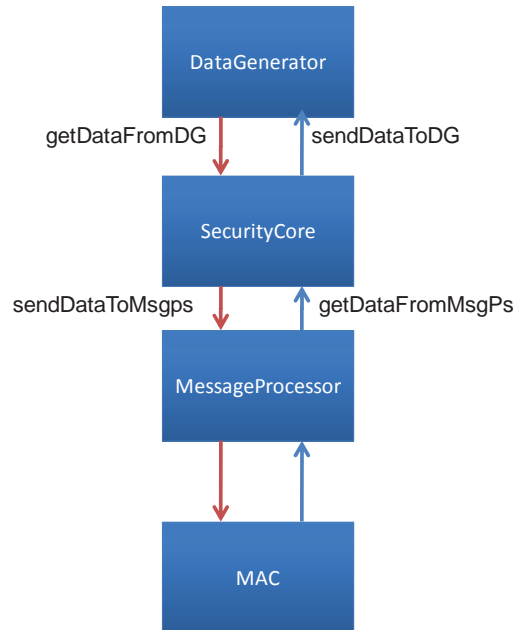 DataGenerator
getDataFromDG
sendDataToDG
SecurityCore
sendDataToMsgps
getDataFromMsgPs
MessageProcessor
MAC